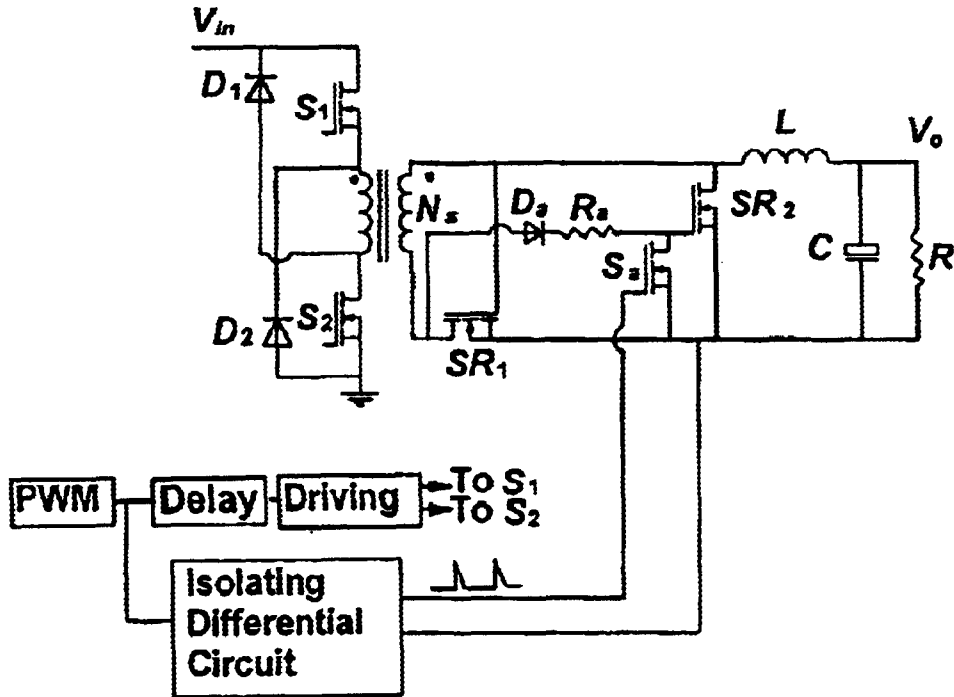 Vin
D1
S1
L
Vo
Ns
Da
Ra
SR2
Sa
C
R
D2
S2
SR1
PWM
Delay
Driving
To S1
To S2
Isolating
Differential
Circuit